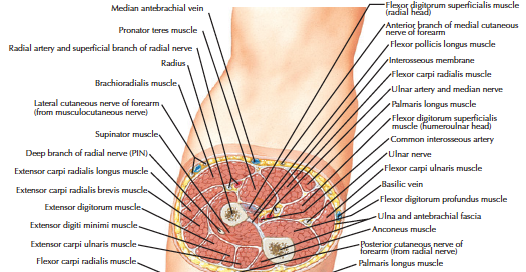 Median antebrachial vein
Pronator teres muscle
Radial artery and superficial branch of radial nerve
Radius
Brachioradialis muscle
Lateral cutaneous nerve of forearm
(from musculocutaneous nerve)
Supinator muscle
Deep branch of radial nerve (PIN)
Extensor carpi radialis longus muscle
Extensor carpi radialis brevis muscle
Extensor digitorum muscle
Extensor digiti minimi muscle
Extensor carpi ulnaris muscle
Flexor carpi radialis muscle
Flexor digitorum superficialis muscle
(radial head)
Anterior branch of medial cutaneous
nerve of forearm
Flexor pollicis longus muscle
Interosseous membrane
Flexor carpi radialis muscle
Ulnar artery and median nerve
Palmaris longus muscle
Flexor digitorum superficialis
muscle (humeroulnar head)
Common interosseous artery
Ulnar nerve
Flexor carpi ulnaris muscle
Basilic vein
Flexor digitorum profundus muscle
Ulna and antebrachial fascia
Anconeus muscle
Posterior cutaneous nerve of
forearm (from radial nerve)
Palmaris longus muscle